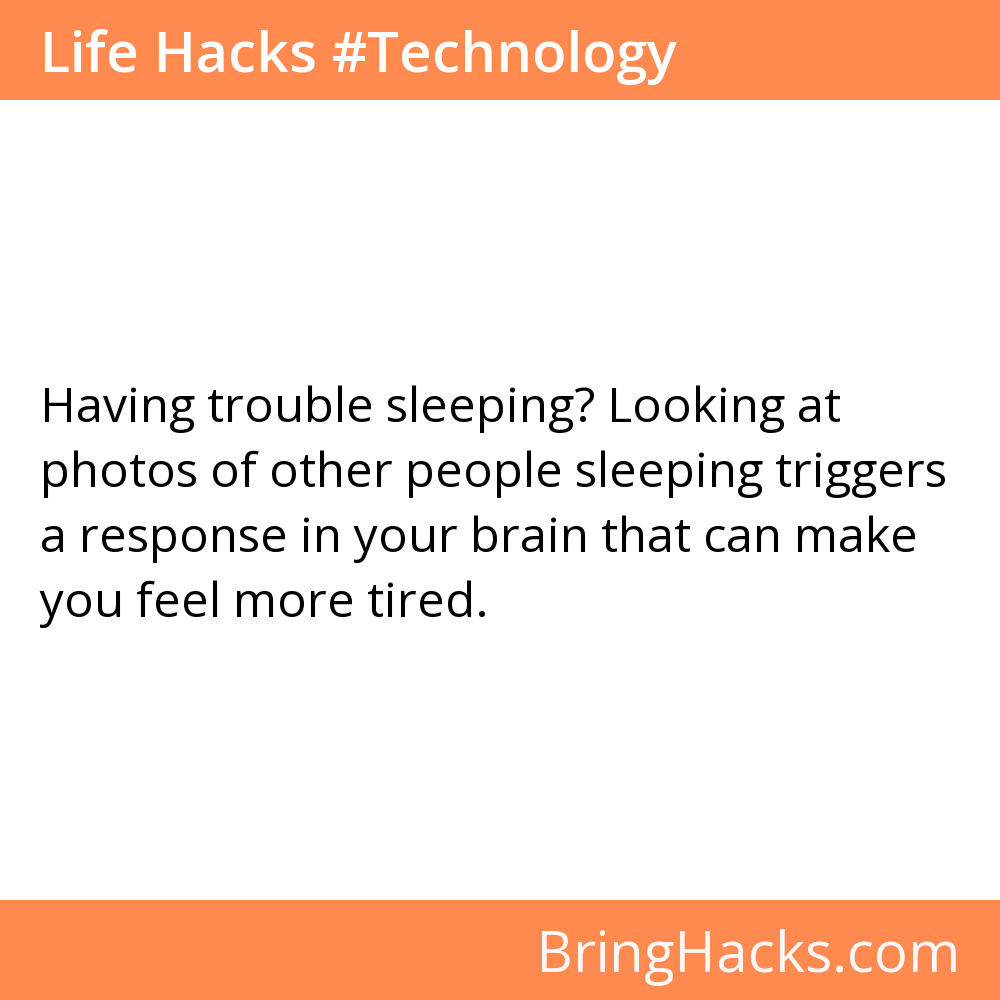 Life Hacks #Technology
Having trouble sleeping? Looking at
photos of other people sleeping triggers
a response in your brain that can make
you feel more tired.
BringHacks.com